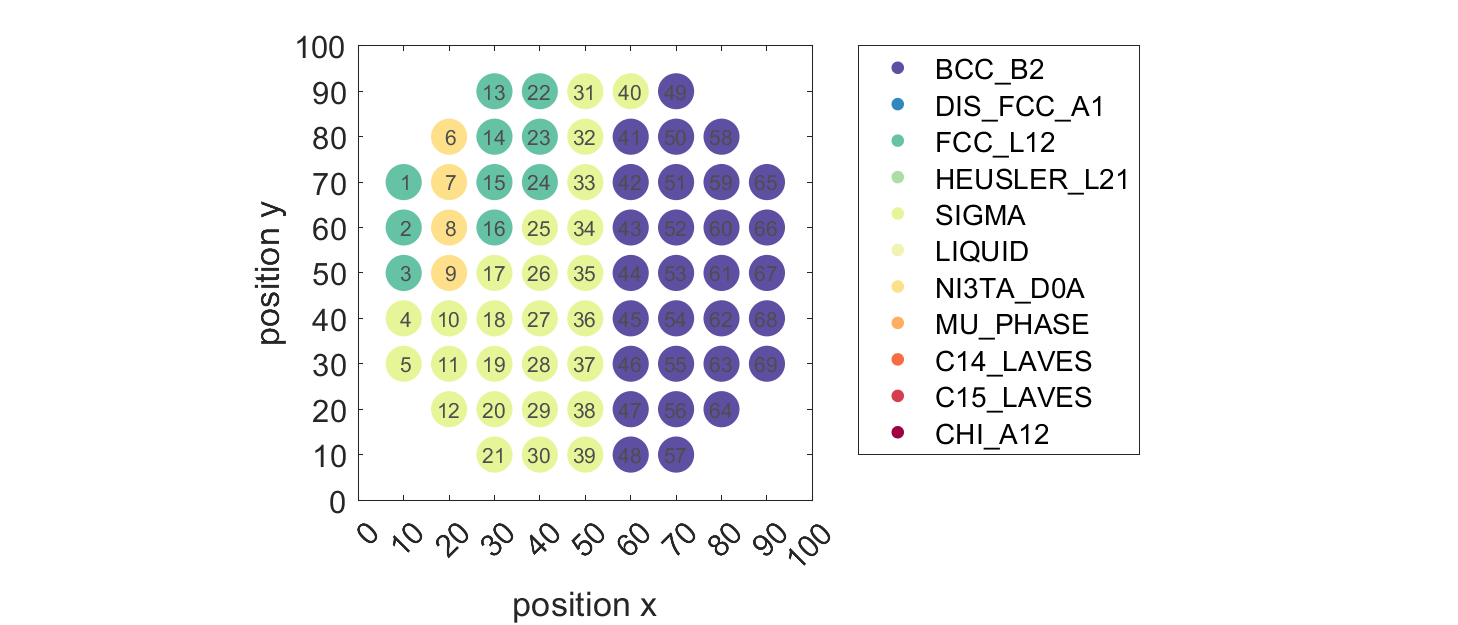 100
90 13 22 31 40 49
80 6 14 23 32 41 50 58
70 1 7 15 24 33 42 51 59 65
60 2 8 16 25 34 43 52 60 66
50 3 9 17 26 35 44 53 61 67
40 4 10 18 27 36 45 54 62 68
30 5 11 19 28 37 46 55 63 69
20 12 20 29 38 47 56 64
10 21 30 39 48 57
0
position y
0 10 20 30 40 50 60 70 80 90 100
position x
BCC_B2
DIS_FCC_A1
FCC_L12
HEUSLER_L21
SIGMA
LIQUID
NI3TA_D0A
MU_PHASE
C14_LAVES
C15_LAVES
CHI_A12